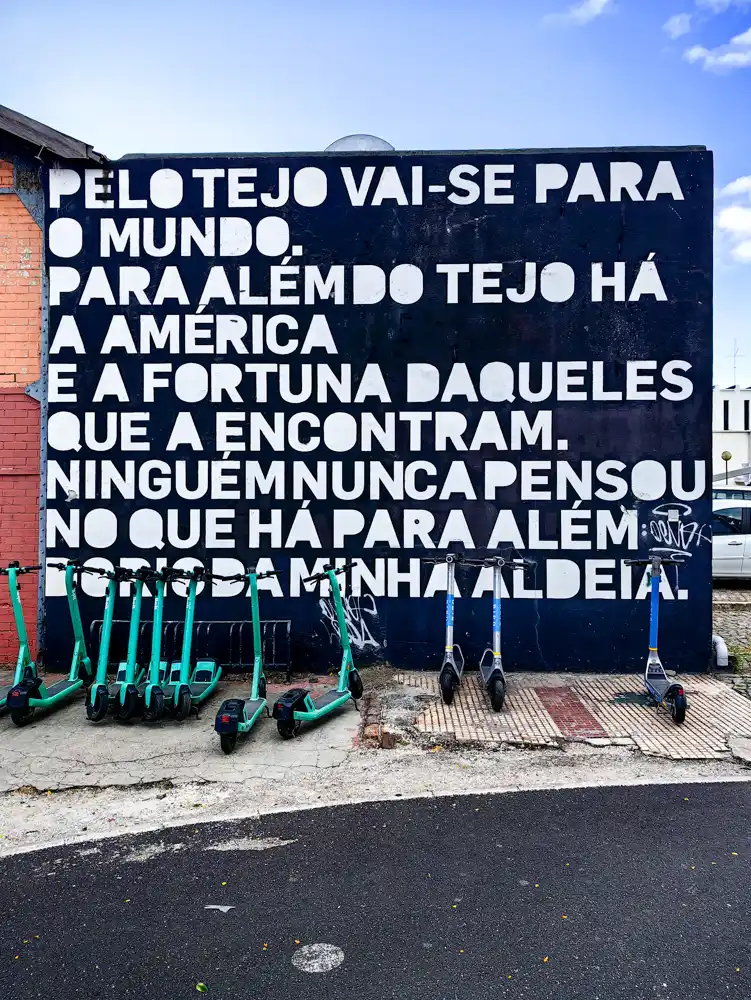 PELO TEJO VAI-SE PARA
O MUNDO.
PARA ALÉM DO TEJO HÁ
A AMÉRICA
E A FORTUNA DAQUELES
QUE A ENCONTRAM.
NINGUÉM NUNCA PENSOU
NO QUE HÁ PARA ALÉM
DO RIO DA MINHA ALDEIA.